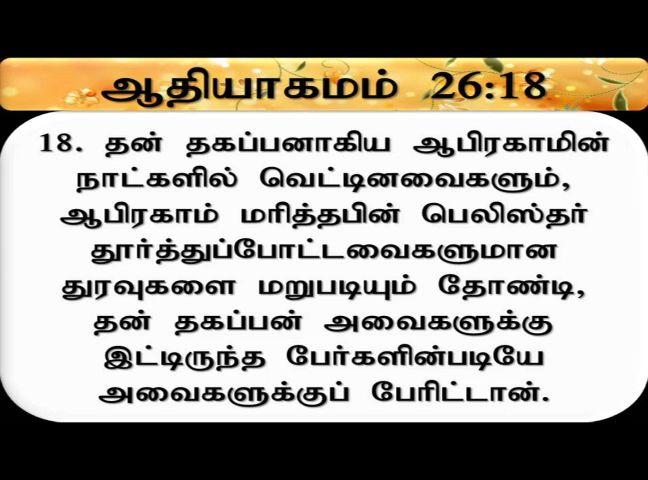 ஆதியாகமம் 26:18
18. தன் தகப்பனாகிய ஆபிரகாமின்
நாட்களில் வெட்டினவைகளும்,
ஆபிரகாம் மரித்தபின் பெலிஸ்தர்
தூர்த்துப்போட்டவைகளுமான
துரவுகளை மறுபடியும் தோண்டி,
தன் தகப்பன் அவைகளுக்கு
இட்டிருந்த பேர்களின்படியே
அவைகளுக்குப் பேரிட்டான்.